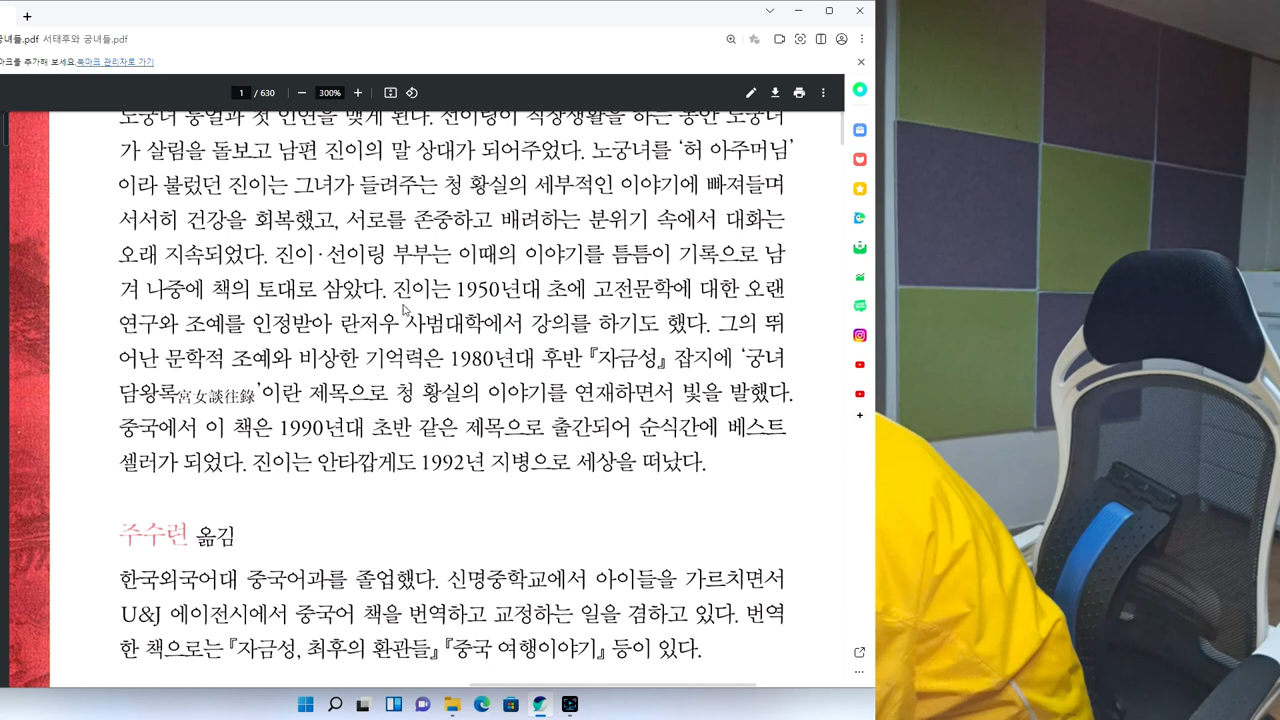 궁녀들.pdf 서태후와 궁녀들.pdf
마크를 추가해 보세요.북마크 관리자로 가기
1 / 630
300%
노궁녀 룽얼과 첫 인연을 맺게 된다. 선이링이 직장생활을 하는 동안 노궁녀
가 살림을 돌보고 남편 진이의 말 상대가 되어주었다. 노궁녀를 ‘허 아주머님’
이라 불렀던 진이는 그녀가 들려주는 청 황실의 세부적인 이야기에 빠져들며
서서히 건강을 회복했고, 서로를 존중하고 배려하는 분위기 속에서 대화는
오래 지속되었다. 진이·선이링 부부는 이때의 이야기를 틈틈이 기록으로 남
겨 나중에 책의 토대로 삼았다. 진이는 1950년대 초에 고전문학에 대한 오랜
연구와 조예를 인정받아 란저우 사범대학에서 강의를 하기도 했다. 그의 뛰
어난 문학적 조예와 비상한 기억력은 1980년대 후반 『자금성』 잡지에 ‘궁녀
담왕록宮女談往錄’이란 제목으로 청 황실의 이야기를 연재하면서 빛을 발했다.
중국에서 이 책은 1990년대 초반 같은 제목으로 출간되어 순식간에 베스트
셀러가 되었다. 진이는 안타깝게도 1992년 지병으로 세상을 떠났다.
주수련 옮김
한국외국어대 중국어과를 졸업했다. 신명중학교에서 아이들을 가르치면서
U&J 에이전시에서 중국어 책을 번역하고 교정하는 일을 겸하고 있다. 번역
한 책으로는 『자금성, 최후의 환관들』 『중국 여행이야기』 등이 있다.